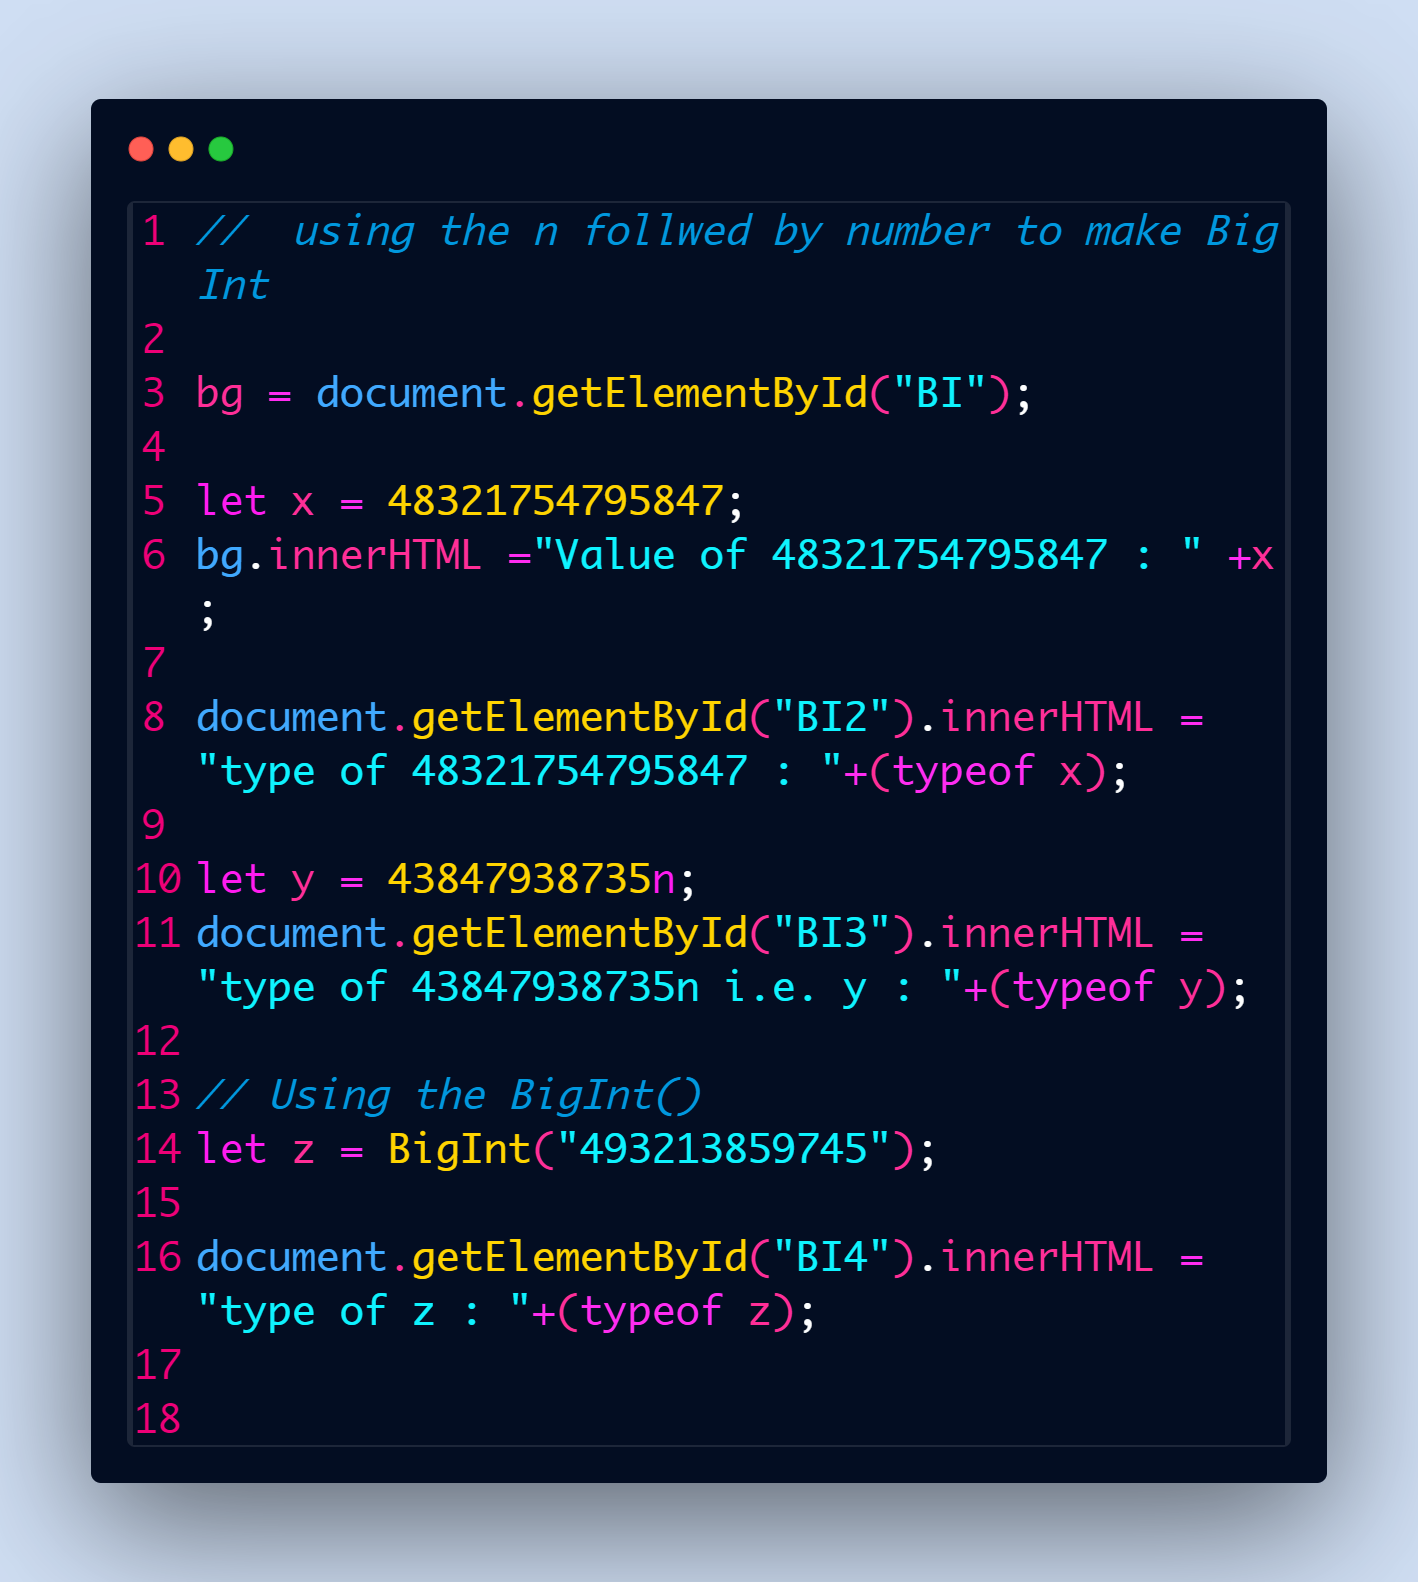 1 //  using the n follwed by number to make Big
Int
2
3 bg = document.getElementById("BI");
4
5 let x = 48321754795847;
6 bg.innerHTML ="Value of 48321754795847 : " +x
;
7
8 document.getElementById("BI2").innerHTML =
"type of 48321754795847 : "+(typeof x);
9
10 let y = 43847938735n;
11 document.getElementById("BI3").innerHTML =
"type of 43847938735n i.e. y : "+(typeof y);
12
13 // Using the BigInt()
14 let z = BigInt("493213859745");
15
16 document.getElementById("BI4").innerHTML =
"type of z : "+(typeof z);
17
18